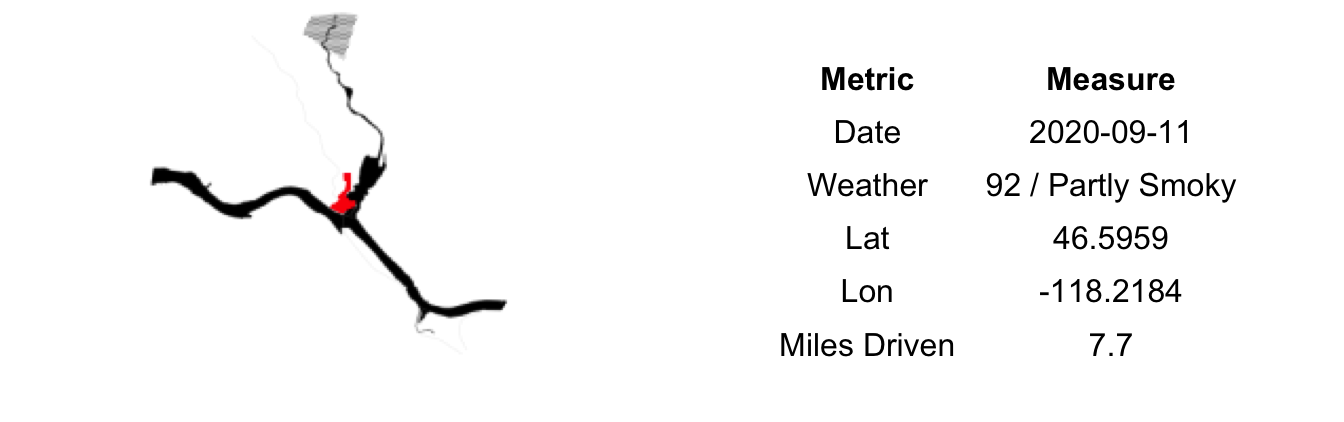 Metric Measure
Date 2020-09-11
Weather 92 / Partly Smoky
Lat 46.5959
Lon -118.2184
Miles Driven 7.7